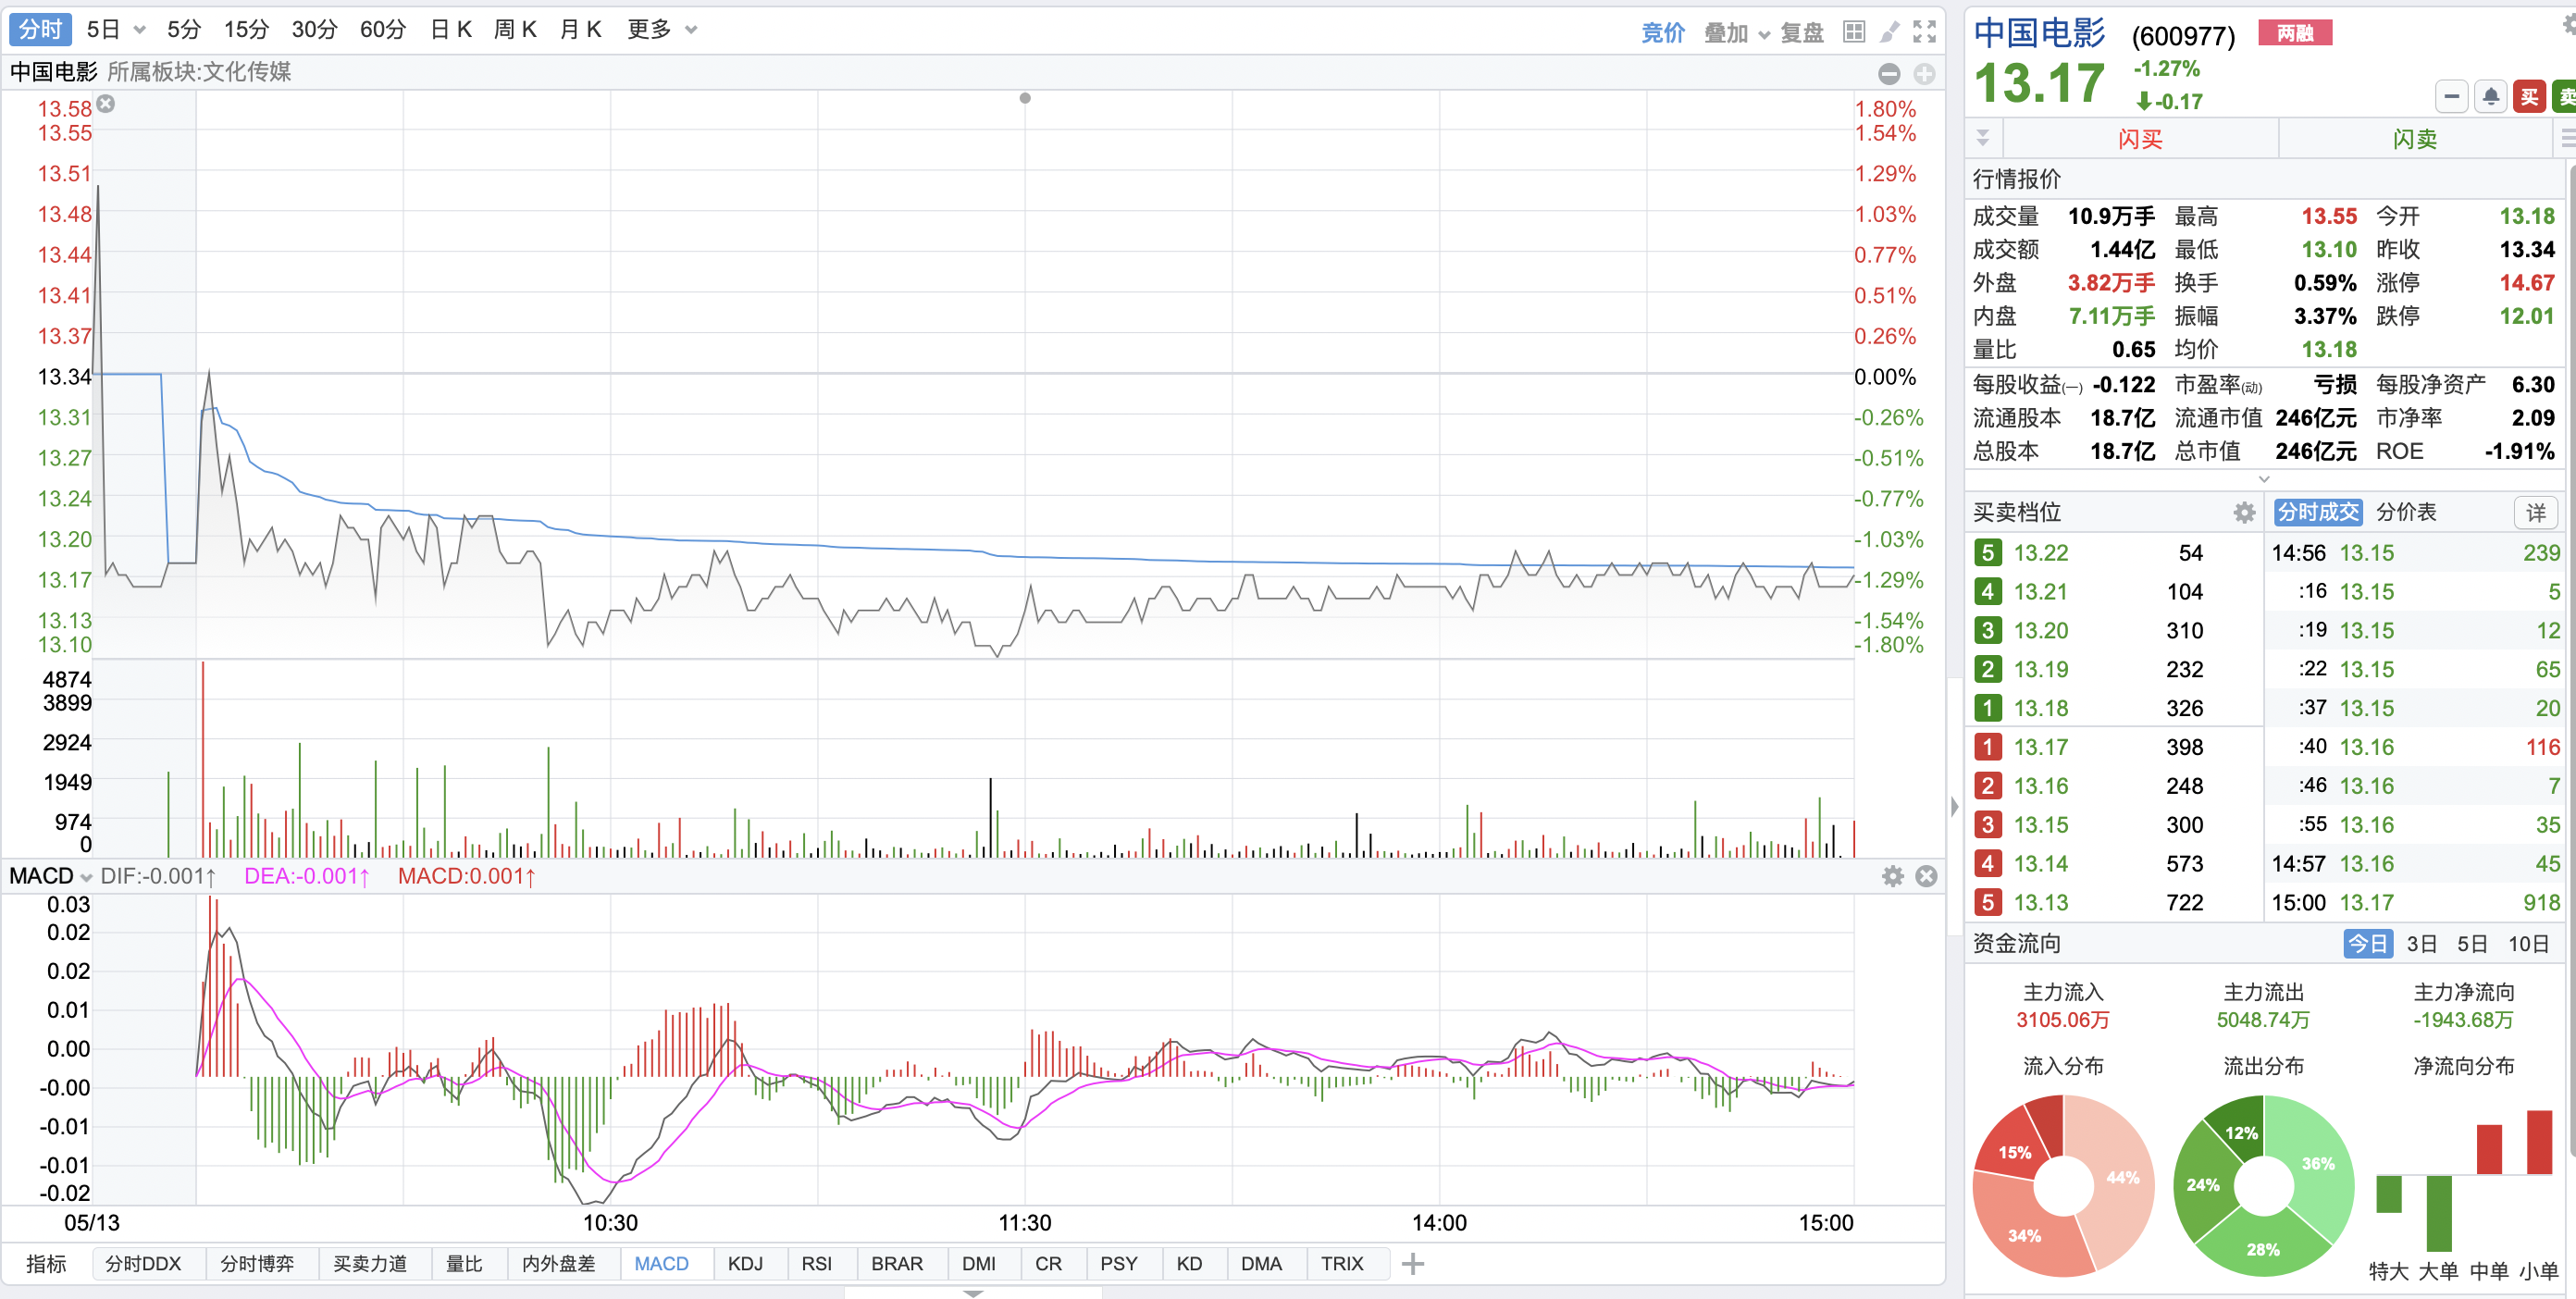 分时 5日 5分 15分 30分 60分 日K 周K 月K 更多 竞价 叠加 复盘
中国电影 所属板块:文化传媒
13.58 1.80%
13.55 1.54%
13.51 1.29%
13.48 1.03%
13.44 0.77%
13.41 0.51%
13.37 0.26%
13.34 0.00%
13.31 -0.26%
13.27 -0.51%
13.24 -0.77%
13.20 -1.03%
13.17 -1.29%
13.13 -1.54%
13.10 -1.80%
4874
3899
2924
1949
974
0
MACD DIF:-0.001↑ DEA:-0.001↑ MACD:0.001↑
0.03
0.02
0.02
0.01
0.00
-0.00
-0.01
-0.01
-0.02
05/13 10:30 11:30 14:00 15:00
指标 分时DDX 分时博弈 买卖力道 量比 内外盘差 MACD KDJ RSI BRAR DMI CR PSY KD DMA TRIX
中国电影 (600977) 两融
13.17 -1.27%
-0.17
买 卖
闪买 闪卖
行情报价
成交量 10.9万手 最高 13.55 今开 13.18
成交额 1.44亿 最低 13.10 昨收 13.34
外盘 3.82万手 换手 0.59% 涨停 14.67
内盘 7.11万手 振幅 3.37% 跌停 12.01
量比 0.65 均价 13.18
每股收益(一) -0.122 市盈率(动) 亏损 每股净资产 6.30
流通股本 18.7亿 流通市值 246亿元 市净率 2.09
总股本 18.7亿 总市值 246亿元 ROE -1.91%
买卖档位 分时成交 分价表 详
5 13.22 54 14:56 13.15 239
4 13.21 104 :16 13.15 5
3 13.20 310 :19 13.15 12
2 13.19 232 :22 13.15 65
1 13.18 326 :37 13.15 20
1 13.17 398 :40 13.16 116
2 13.16 248 :46 13.16 7
3 13.15 300 :55 13.16 35
4 13.14 573 14:57 13.16 45
5 13.13 722 15:00 13.17 918
资金流向 今日 3日 5日 10日
主力流入 主力流出 主力净流向
3105.06万 5048.74万 -1943.68万
流入分布 流出分布 净流向分布
15% 44% 34%
12% 36% 24% 28%
特大 大单 中单 小单